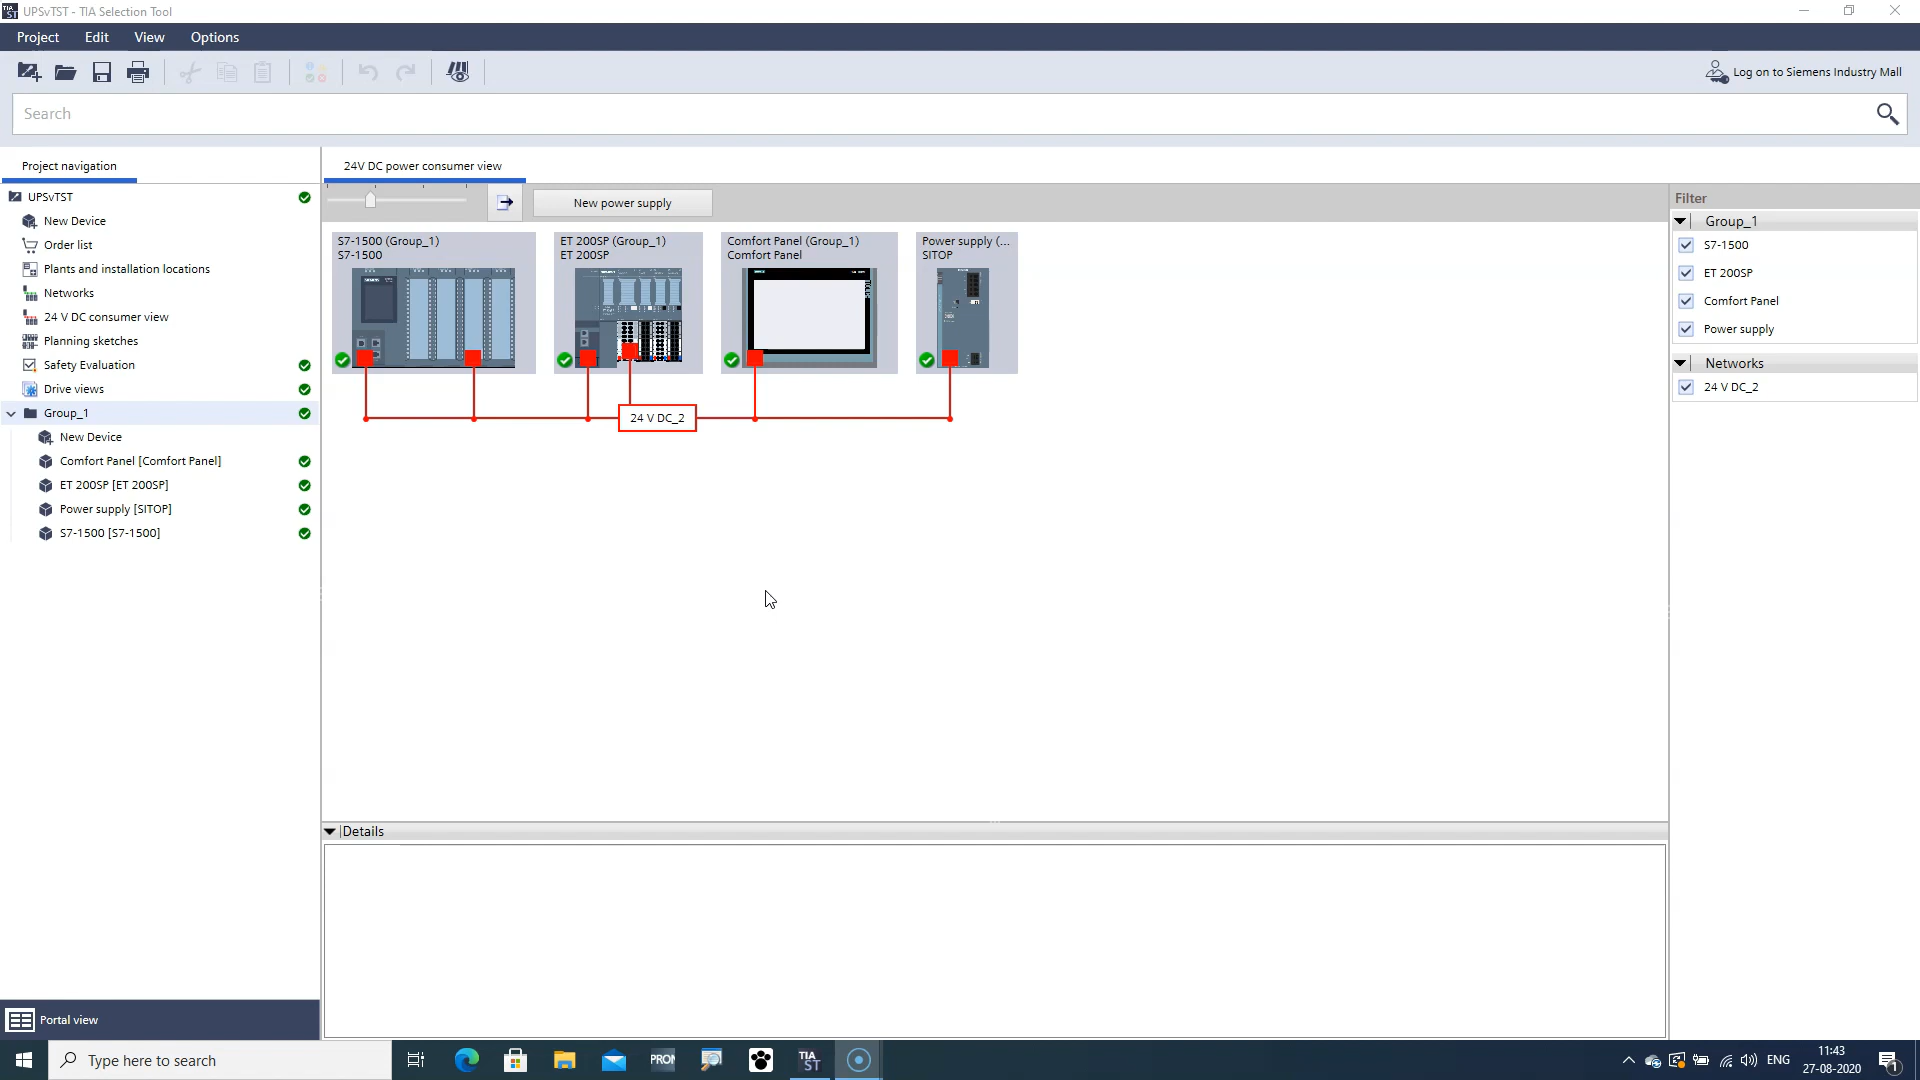 UPSvTST - TIA Selection Tool
Project Edit View Options
Log on to Siemens Industry Mall
Search
Project navigation
24V DC power consumer view
UPSvTST
New Device
Order list
Plants and installation locations
Networks
24 V DC consumer view
Planning sketches
Safety Evaluation
Drive views
Group_1
New Device
Comfort Panel [Comfort Panel]
ET 200SP [ET 200SP]
Power supply [SITOP]
S7-1500 [S7-1500]
Portal view
New power supply
S7-1500 (Group_1)
S7-1500
ET 200SP (Group_1)
ET 200SP
Comfort Panel (Group_1)
Comfort Panel
Power supply (...
SITOP
24 V DC_2
Details
Filter
Group_1
S7-1500
ET 200SP
Comfort Panel
Power supply
Networks
24 V DC_2
Type here to search
PRON
TIA
ST
ENG
11:43
27-08-2020
1